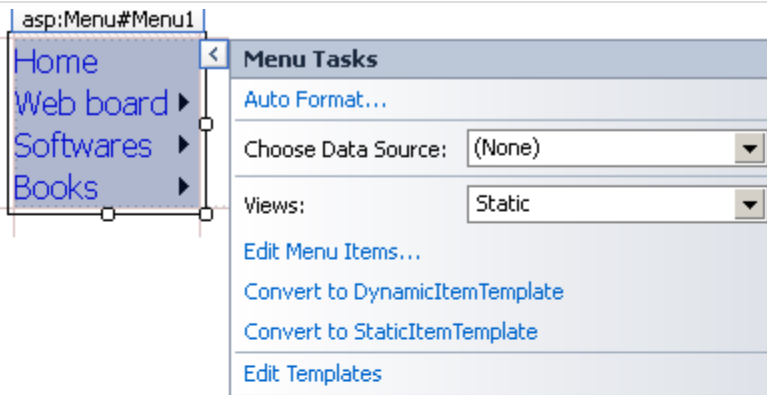 asp:Menu#Menu1
Home
Web board
Softwares
Books
Menu Tasks
Auto Format...
Choose Data Source: (None)
Views: Static
Edit Menu Items...
Convert to DynamicItemTemplate
Convert to StaticItemTemplate
Edit Templates